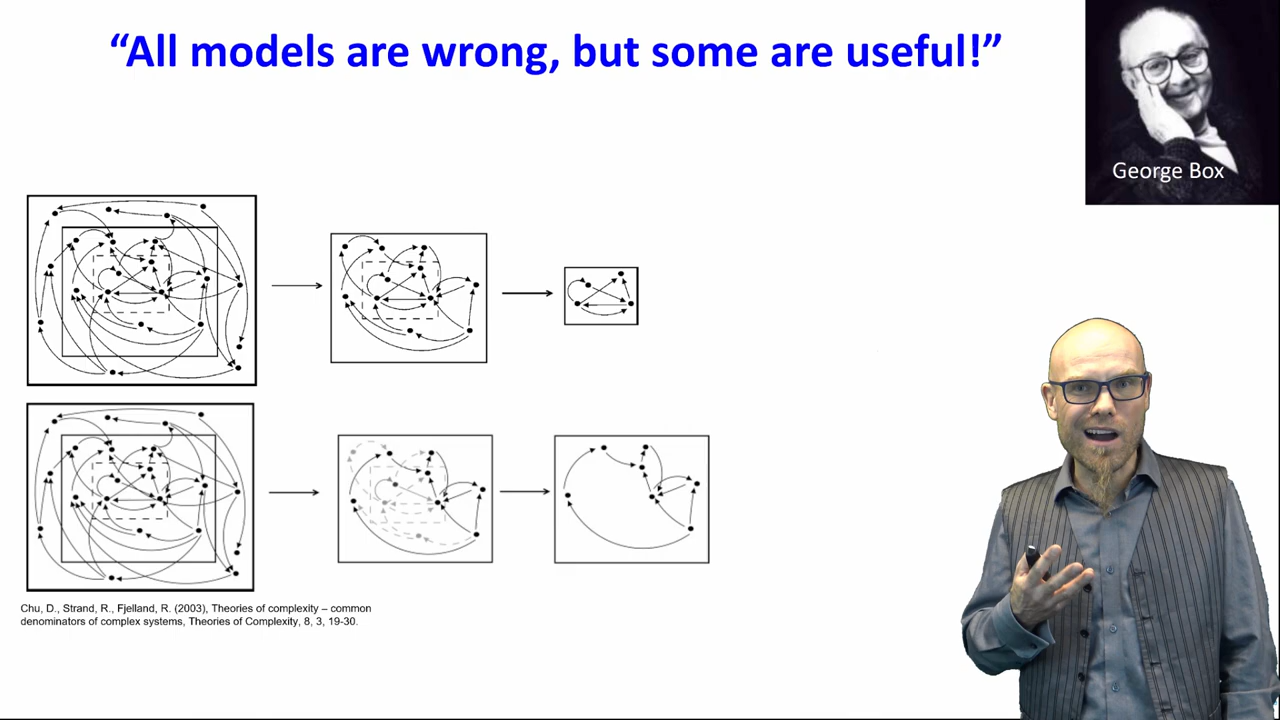 “All models are wrong, but some are useful!”
George Box
Chu, D., Strand, R., Fjelland, R. (2003), Theories of complexity – common
denominators of complex systems, Theories of Complexity, 8, 3, 19-30.